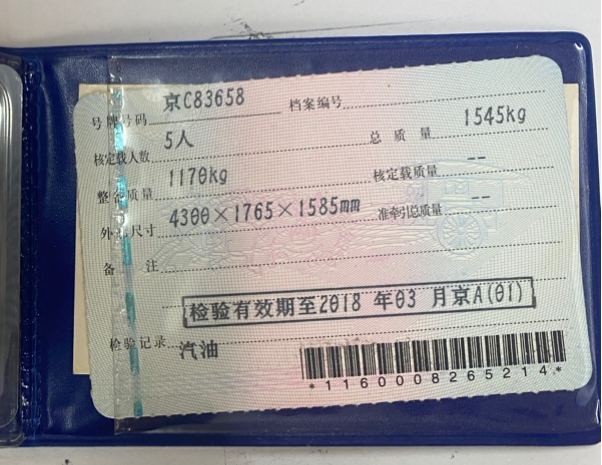 号牌号码 京C83658 档案编号
核定载人数 5人 总质量 1545kg
整备质量 1170kg 核定载质量 --
外廓尺寸 4300×1765×1585mm 准牵引总质量 --
备注
检验有效期至2018 年03 月京A(01)
检验记录 汽油
*1160008265214*